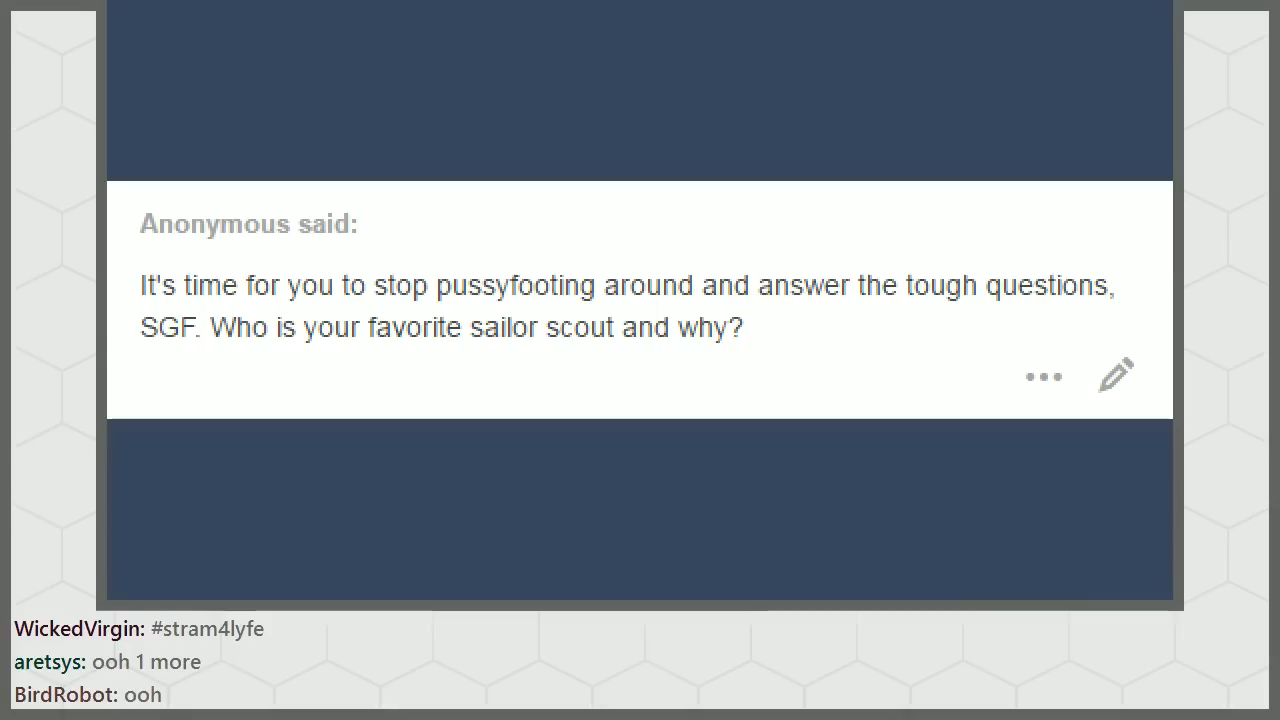 Anonymous said:
It's time for you to stop pussyfooting around and answer the tough questions,
SGF. Who is your favorite sailor scout and why?
WickedVirgin: #stram4lyfe
aretsys: ooh 1 more
BirdRobot: ooh